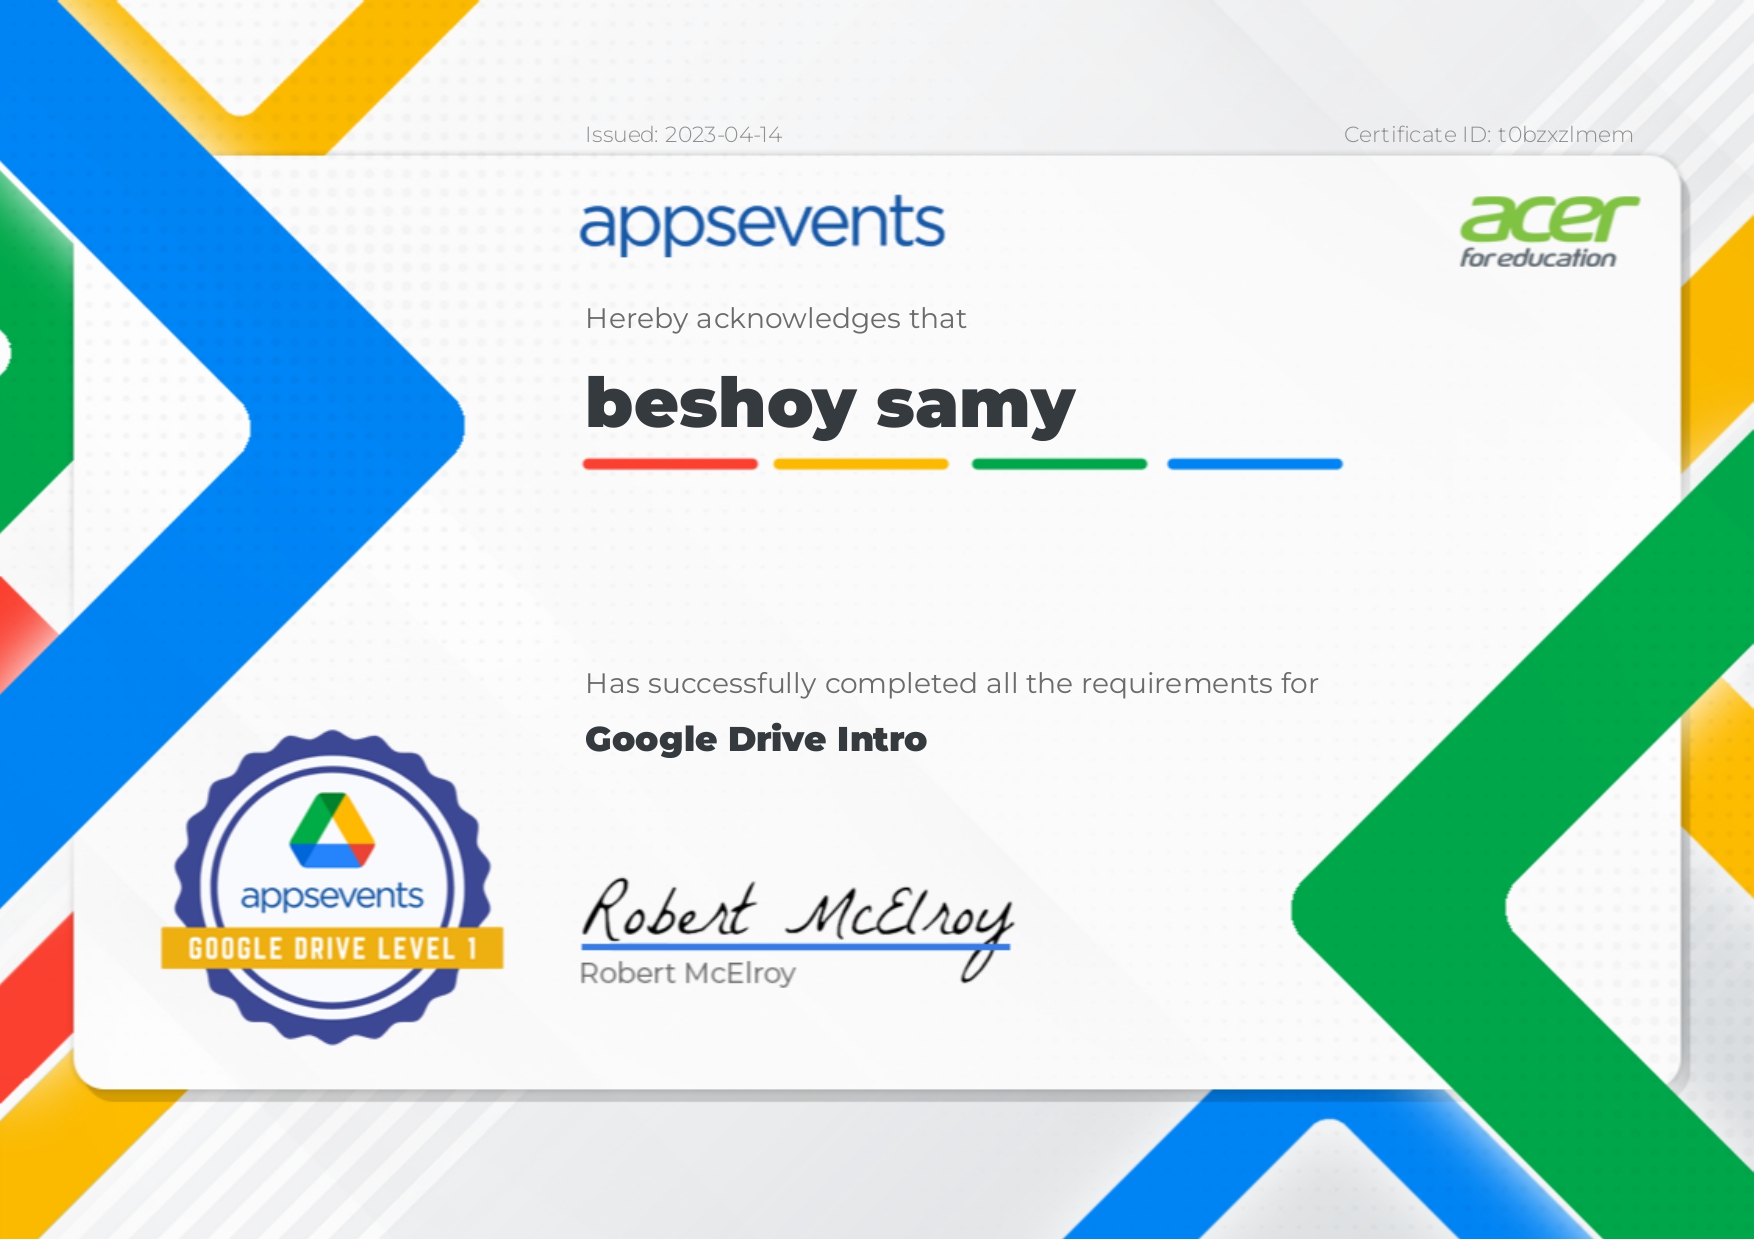 Issued: 2023-04-14
Certificate ID: t0bzxzlmem
appsevents
acer
for education
Hereby acknowledges that
beshoy samy
Has successfully completed all the requirements for
Google Drive Intro
appsevents
GOOGLE DRIVE LEVEL 1
Robert McElroy
Robert McElroy